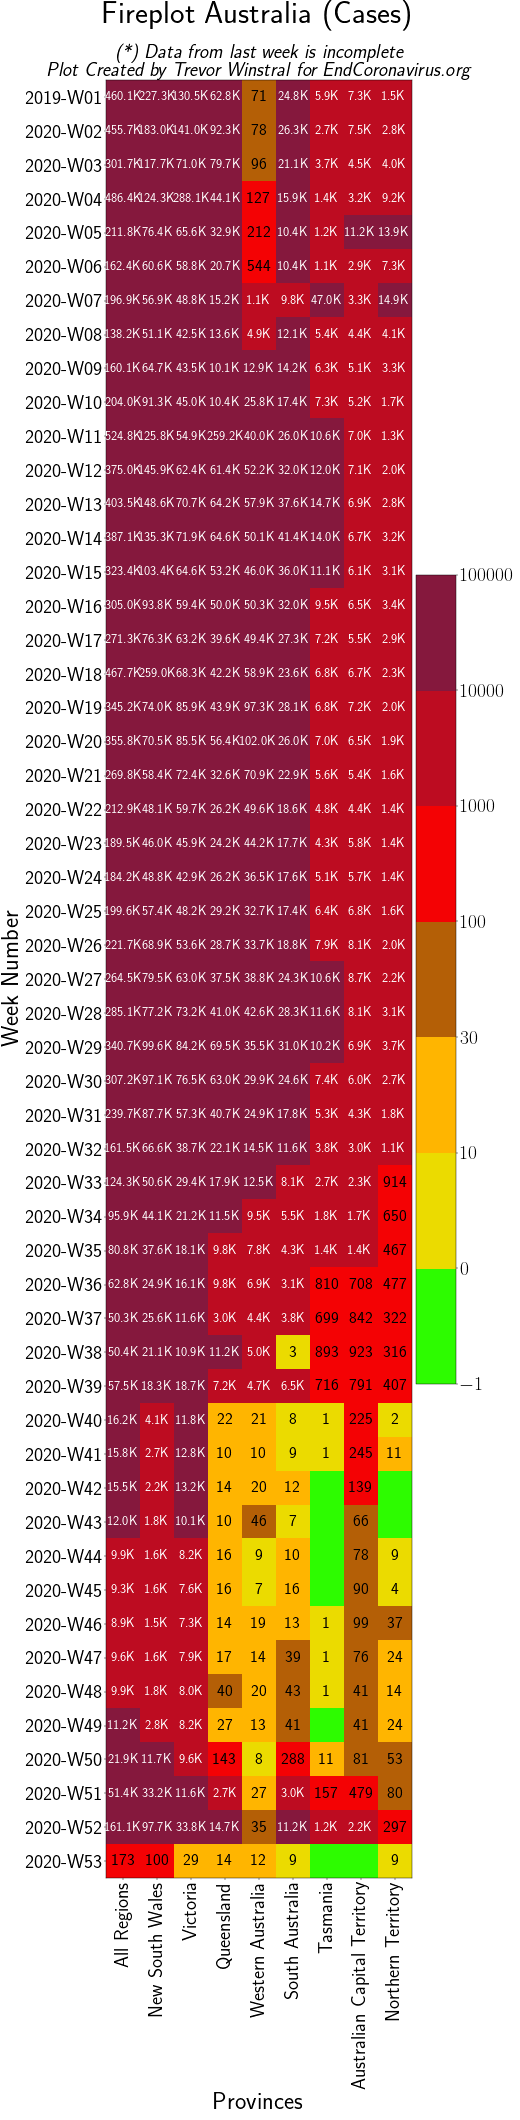 Fireplot Australia (Cases)
(*) Data from last week is incomplete
Plot Created by Trevor Winstral for EndCoronavirus.org
2019-W01 460.1K 227.3K 130.5K 62.8K 71 24.8K 5.9K 7.3K 1.5K
2020-W02 455.7K 183.0K 141.0K 92.3K 78 26.3K 2.7K 7.5K 2.8K
2020-W03 301.7K 117.7K 71.0K 79.7K 96 21.1K 3.7K 4.5K 4.0K
2020-W04 486.4K 124.3K 288.1K 44.1K 127 15.9K 1.4K 3.2K 9.2K
2020-W05 211.8K 76.4K 65.6K 32.9K 212 10.4K 1.2K 11.2K 13.9K
2020-W06 162.4K 60.6K 58.8K 20.7K 544 10.4K 1.1K 2.9K 7.3K
2020-W07 196.9K 56.9K 48.8K 15.2K 1.1K 9.8K 47.0K 3.3K 14.9K
2020-W08 138.2K 51.1K 42.5K 13.6K 4.9K 12.1K 5.4K 4.4K 4.1K
2020-W09 160.1K 64.7K 43.5K 10.1K 12.9K 14.2K 6.3K 5.1K 3.3K
2020-W10 204.0K 91.3K 45.0K 10.4K 25.8K 17.4K 7.3K 5.2K 1.7K
2020-W11 524.8K 125.8K 54.9K 259.2K 40.0K 26.0K 10.6K 7.0K 1.3K
2020-W12 375.0K 145.9K 62.4K 61.4K 52.2K 32.0K 12.0K 7.1K 2.0K
2020-W13 403.5K 148.6K 70.7K 64.2K 57.9K 37.6K 14.7K 6.9K 2.8K
2020-W14 387.1K 135.3K 71.9K 64.6K 50.1K 41.4K 14.0K 6.7K 3.2K
2020-W15 323.4K 103.4K 64.6K 53.2K 46.0K 36.0K 11.1K 6.1K 3.1K
2020-W16 305.0K 93.8K 59.4K 50.0K 50.3K 32.0K 9.5K 6.5K 3.4K
2020-W17 271.3K 76.3K 63.2K 39.6K 49.4K 27.3K 7.2K 5.5K 2.9K
2020-W18 467.7K 259.0K 68.3K 42.2K 58.9K 23.6K 6.8K 6.7K 2.3K
2020-W19 345.2K 74.0K 85.9K 43.9K 97.3K 28.1K 6.8K 7.2K 2.0K
2020-W20 355.8K 70.5K 85.5K 56.4K 102.0K 26.0K 7.0K 6.5K 1.9K
2020-W21 269.8K 58.4K 72.4K 32.6K 70.9K 22.9K 5.6K 5.4K 1.6K
2020-W22 212.9K 48.1K 59.7K 26.2K 49.6K 18.6K 4.8K 4.4K 1.4K
2020-W23 189.5K 46.0K 45.9K 24.2K 44.2K 17.7K 4.3K 5.8K 1.4K
2020-W24 184.2K 48.8K 42.9K 26.2K 36.5K 17.6K 5.1K 5.7K 1.4K
2020-W25 199.6K 57.4K 48.2K 29.2K 32.7K 17.4K 6.4K 6.8K 1.6K
2020-W26 221.7K 68.9K 53.6K 28.7K 33.7K 18.8K 7.9K 8.1K 2.0K
2020-W27 264.5K 79.5K 63.0K 37.5K 38.8K 24.3K 10.6K 8.7K 2.2K
2020-W28 285.1K 77.2K 73.2K 41.0K 42.6K 28.3K 11.6K 8.1K 3.1K
2020-W29 340.7K 99.6K 84.2K 69.5K 35.5K 31.0K 10.2K 6.9K 3.7K
2020-W30 307.2K 97.1K 76.5K 63.0K 29.9K 24.6K 7.4K 6.0K 2.7K
2020-W31 239.7K 87.7K 57.3K 40.7K 24.9K 17.8K 5.3K 4.3K 1.8K
2020-W32 161.5K 66.6K 38.7K 22.1K 14.5K 11.6K 3.8K 3.0K 1.1K
2020-W33 124.3K 50.6K 29.4K 17.9K 12.5K 8.1K 2.7K 2.3K 914
2020-W34 95.9K 44.1K 21.2K 11.5K 9.5K 5.5K 1.8K 1.7K 650
2020-W35 80.8K 37.6K 18.1K 9.8K 7.8K 4.3K 1.4K 1.4K 467
2020-W36 62.8K 24.9K 16.1K 9.8K 6.9K 3.1K 810 708 477
2020-W37 50.3K 25.6K 11.6K 3.0K 4.4K 3.8K 699 842 322
2020-W38 50.4K 21.1K 10.9K 11.2K 5.0K 3 893 923 316
2020-W39 57.5K 18.3K 18.7K 7.2K 4.7K 6.5K 716 791 407
2020-W40 16.2K 4.1K 11.8K 22 21 8 1 225 2
2020-W41 15.8K 2.7K 12.8K 10 10 9 1 245 11
2020-W42 15.5K 2.2K 13.2K 14 20 12 139
2020-W43 12.0K 1.8K 10.1K 10 46 7 66
2020-W44 9.9K 1.6K 8.2K 16 9 10 78 9
2020-W45 9.3K 1.6K 7.6K 16 7 16 90 4
2020-W46 8.9K 1.5K 7.3K 14 19 13 1 99 37
2020-W47 9.6K 1.6K 7.9K 17 14 39 1 76 24
2020-W48 9.9K 1.8K 8.0K 40 20 43 1 41 14
2020-W49 11.2K 2.8K 8.2K 27 13 41 41 24
2020-W50 21.9K 11.7K 9.6K 143 8 288 11 81 53
2020-W51 51.4K 33.2K 11.6K 2.7K 27 3.0K 157 479 80
2020-W52 161.1K 97.7K 33.8K 14.7K 35 11.2K 1.2K 2.2K 297
2020-W53 173 100 29 14 12 9 9
Week Number
100000
10000
1000
100
30
10
0
−1
All Regions
New South Wales
Victoria
Queensland
Western Australia
South Australia
Tasmania
Australian Capital Territory
Northern Territory
Provinces